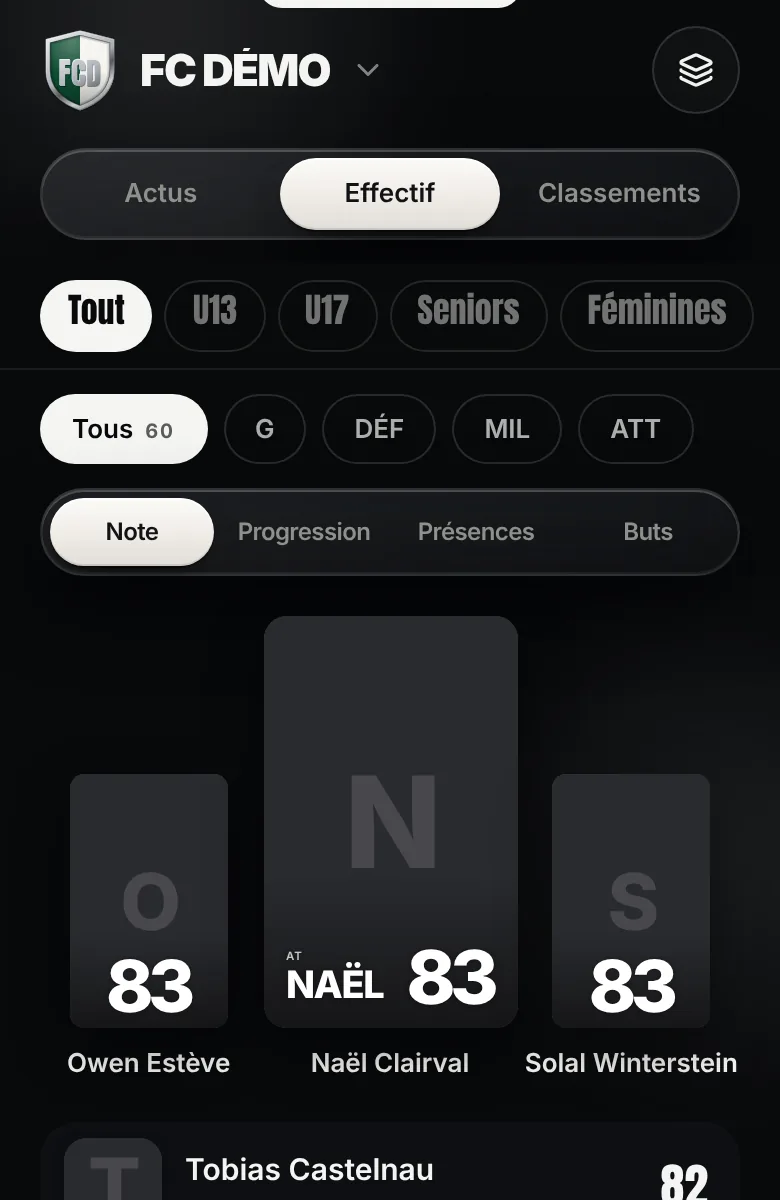 FCD
FC DÉMO
Actus Effectif Classements
Tout U13 U17 Seniors Féminines
Tous 60 G DÉF MIL ATT
Note Progression Présences Buts
N
O S
AT
NAËL 83
83 83
Owen Estève Naël Clairval Solal Winterstein
T Tobias Castelnau 82